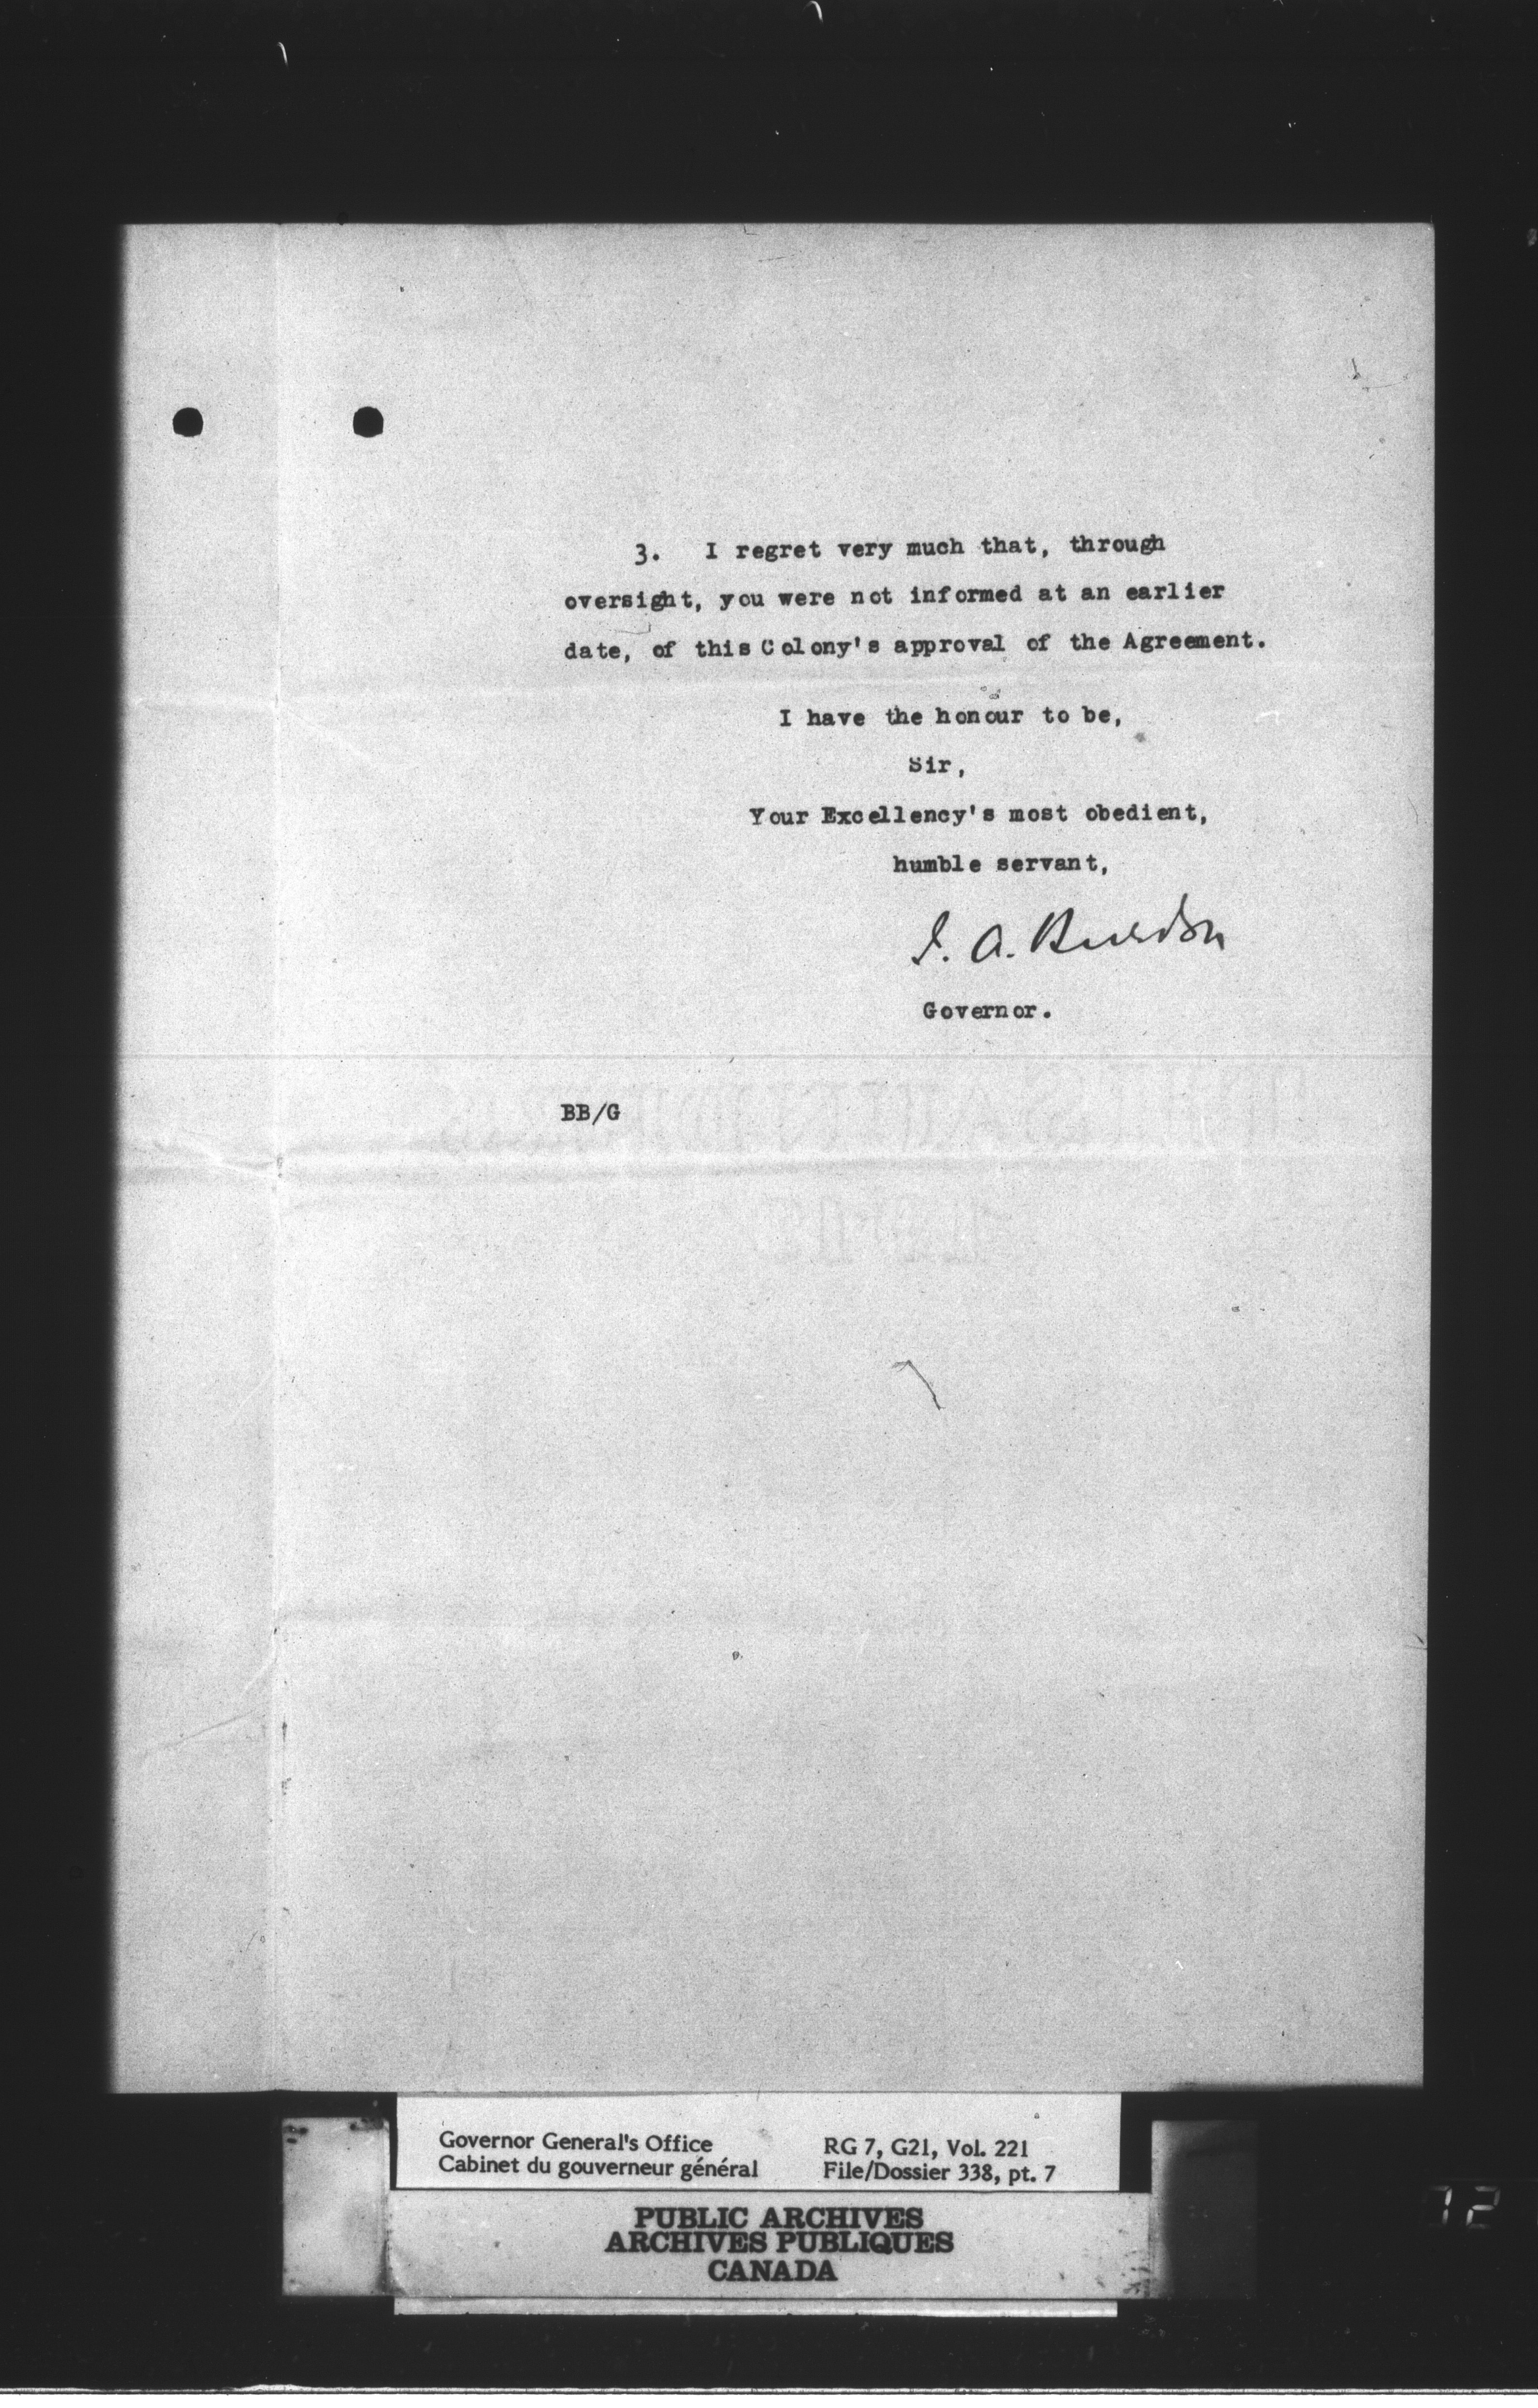 3. I regret very much that, through
oversight, you were not informed at an earlier
date, of this Colony's approval of the Agreement.
I have the honour to be,
Sir,
Your Excellency's most obedient,
humble servant,
J. A. Burdon
Governor.
BB/G
Governor General's Office
Cabinet du gouverneur général
RG 7, G21, Vol. 221
File/Dossier 338, pt. 7
PUBLIC ARCHIVES
ARCHIVES PUBLIQUES
CANADA
72